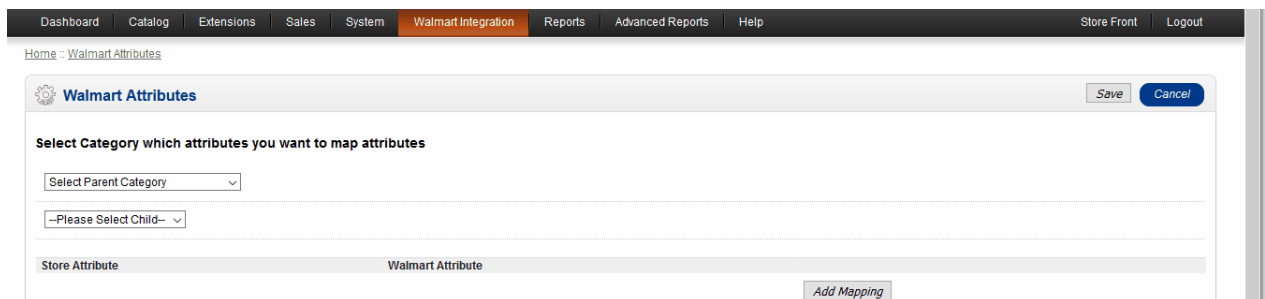 Dashboard Catalog Extensions Sales System Walmart Integration Reports Advanced Reports Help Store Front Logout
Home :: Walmart Attributes
Walmart Attributes Save Cancel
Select Category which attributes you want to map attributes
Select Parent Category
--Please Select Child--
Store Attribute Walmart Attribute
Add Mapping